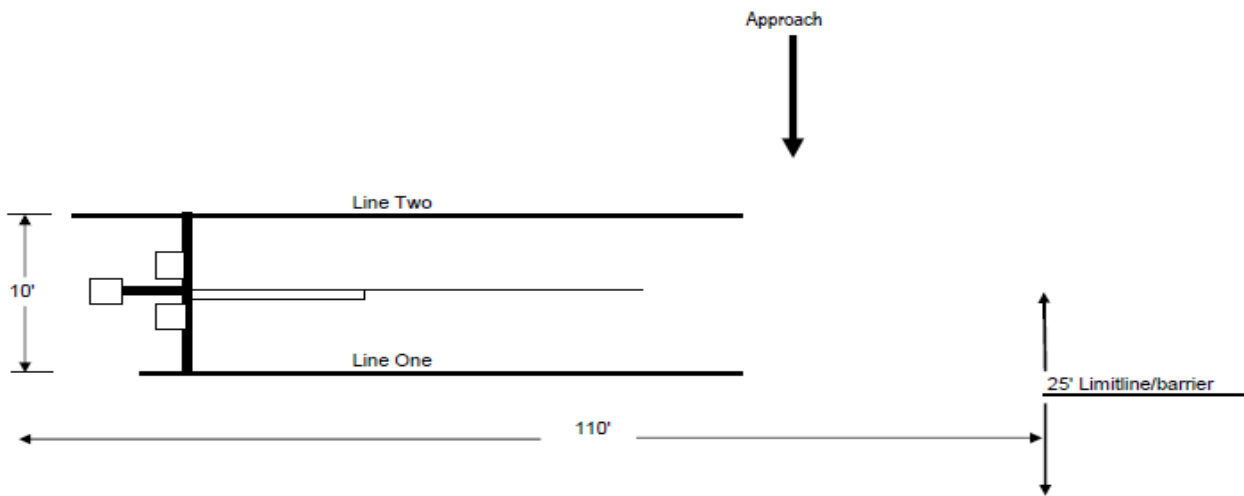 Approach
Line Two
10'
Line One
25' Limitline/barrier
110'